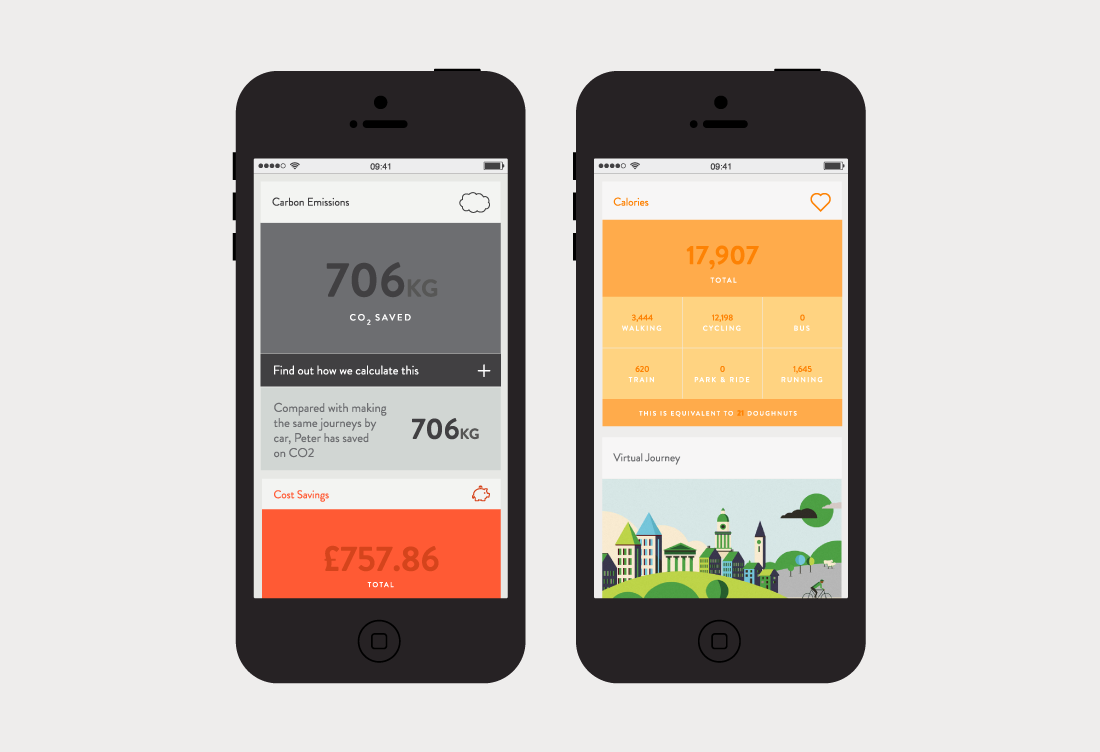 09:41
Carbon Emissions
706KG
CO2 SAVED
Find out how we calculate this +
Compared with making
the same journeys by
car, Peter has saved
on CO2
706KG
Cost Savings
£757.86
TOTAL
09:41
Calories
17,907
TOTAL
3,444 12,198 0
WALKING CYCLING BUS
620 0 1,645
TRAIN PARK & RIDE RUNNING
THIS IS EQUIVALENT TO 21 DOUGHNUTS
Virtual Journey